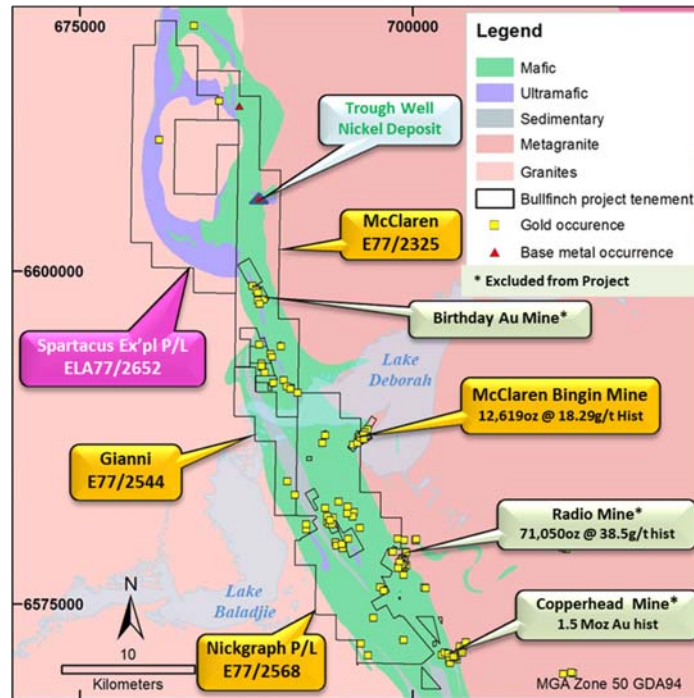 675000
700000
Legend
Mafic
Ultramafic
Sedimentary
Metagranite
Granites
Bullfinch project tenement
Gold occurence
Base metal occurrence
* Excluded from Project
Trough Well
Nickel Deposit
McClaren
E77/2325
6600000
Birthday Au Mine*
Spartacus Ex'pl P/L
ELA77/2652
Lake
Deborah
McClaren Bingin Mine
12,619oz @ 18.29g/t Hist
Gianni
E77/2544
Radio Mine*
71,050oz @ 38.5g/t hist
N
Lake
Baladjie
6575000
Copperhead Mine*
1.5 Moz Au hist
10
Kilometers
Nickgraph P/L
E77/2568
MGA Zone 50 GDA94